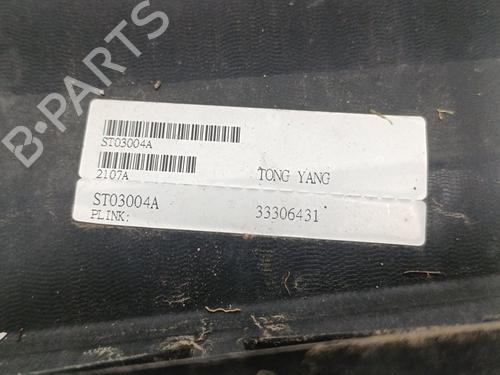 B-PARTS
ST03004A
2107A TONG YANG
ST03004A
PLINK: 33306431